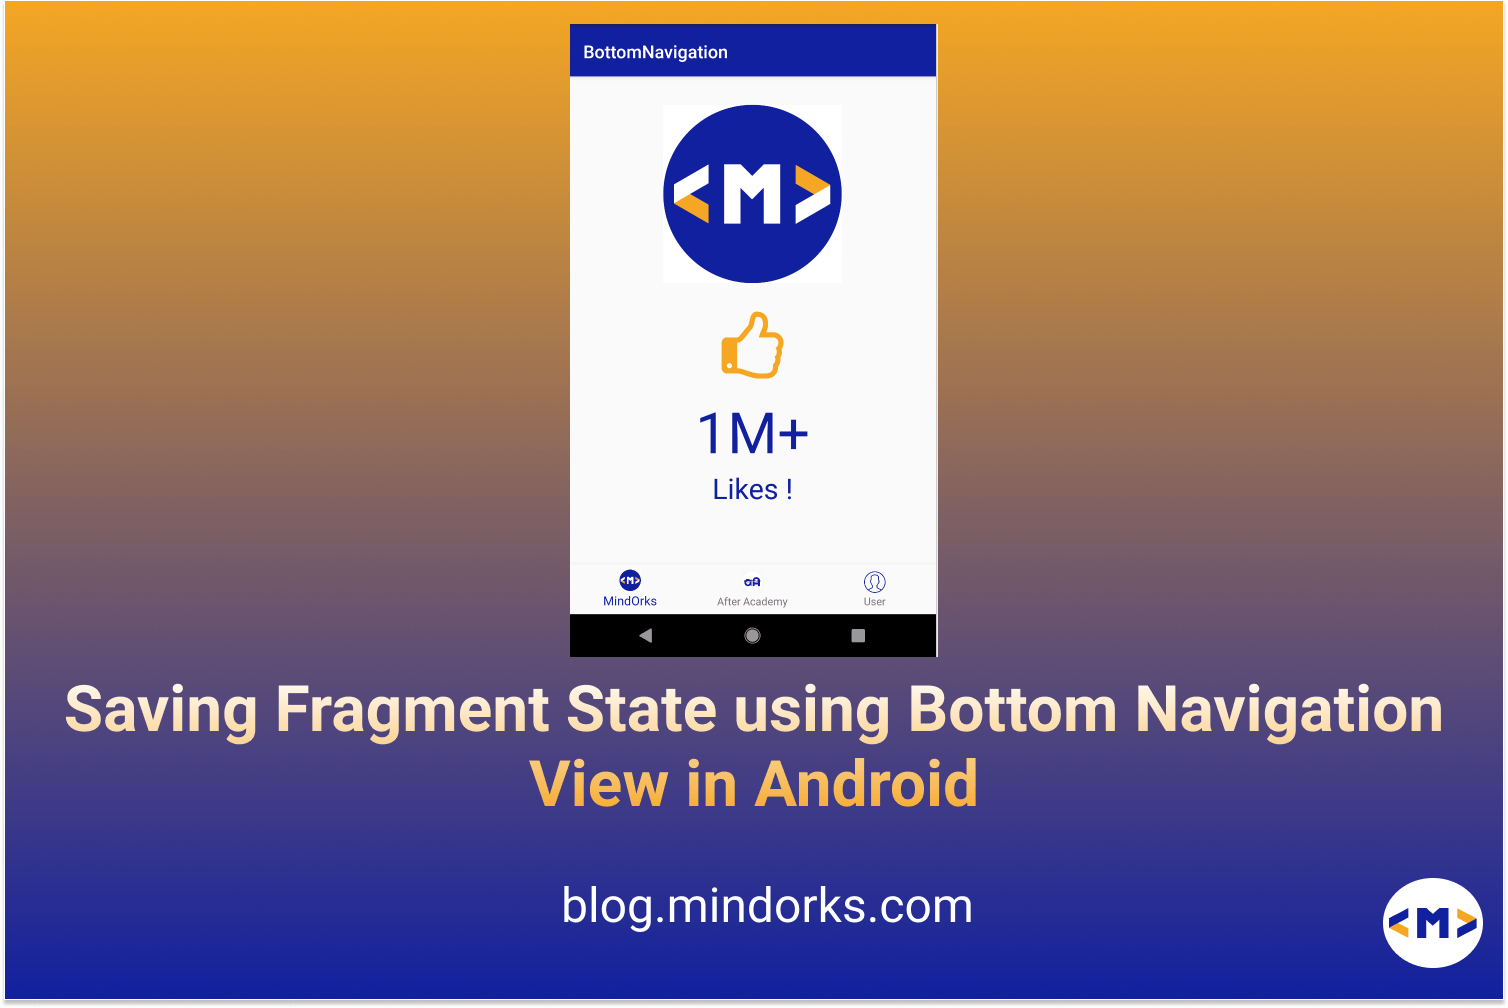 BottomNavigation
<M>
1M+
Likes !
<M>
MindOrks
aA
After Academy
User
Saving Fragment State using Bottom Navigation
View in Android
blog.mindorks.com
<M>